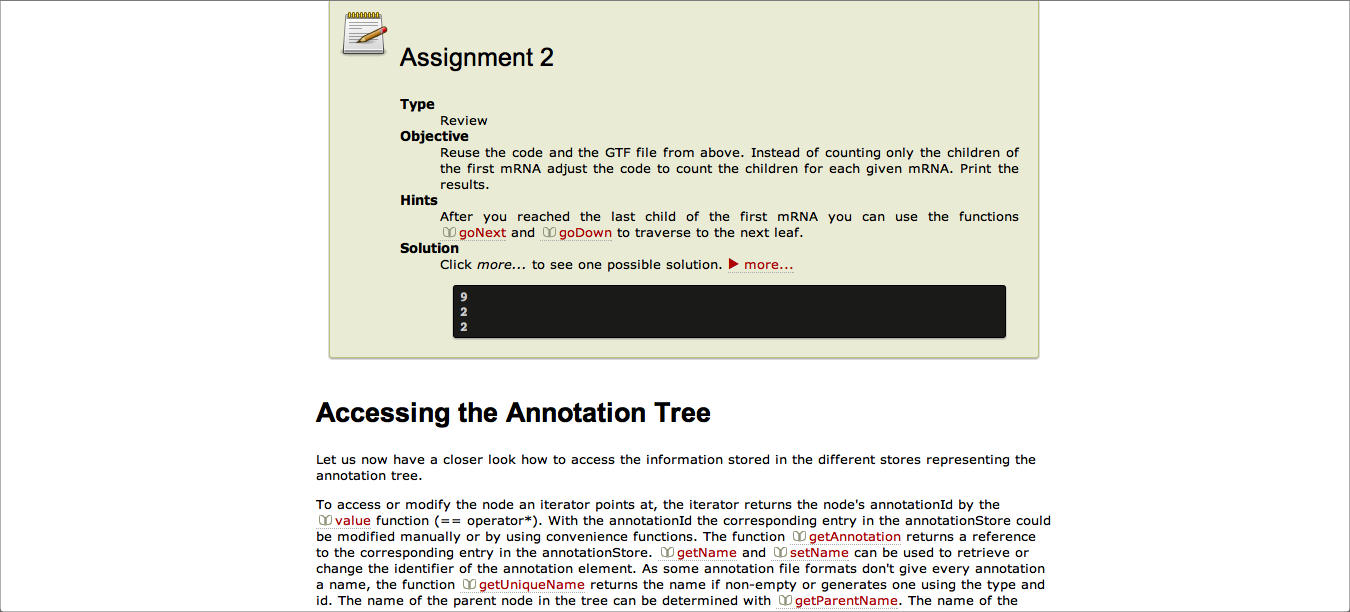 Assignment 2
Type
Review
Objective
Reuse the code and the GTF file from above. Instead of counting only the children of
the first mRNA adjust the code to count the children for each given mRNA. Print the
results.
Hints
After you reached the last child of the first mRNA you can use the functions
goNext and goDown to traverse to the next leaf.
Solution
Click more... to see one possible solution. ▶ more...
9
2
2
Accessing the Annotation Tree
Let us now have a closer look how to access the information stored in the different stores representing the
annotation tree.
To access or modify the node an iterator points at, the iterator returns the node's annotationId by the
value function (== operator*). With the annotationId the corresponding entry in the annotationStore could
be modified manually or by using convenience functions. The function getAnnotation returns a reference
to the corresponding entry in the annotationStore. getName and setName can be used to retrieve or
change the identifier of the annotation element. As some annotation file formats don't give every annotation
a name, the function getUniqueName returns the name if non-empty or generates one using the type and
id. The name of the parent node in the tree can be determined with getParentName. The name of the